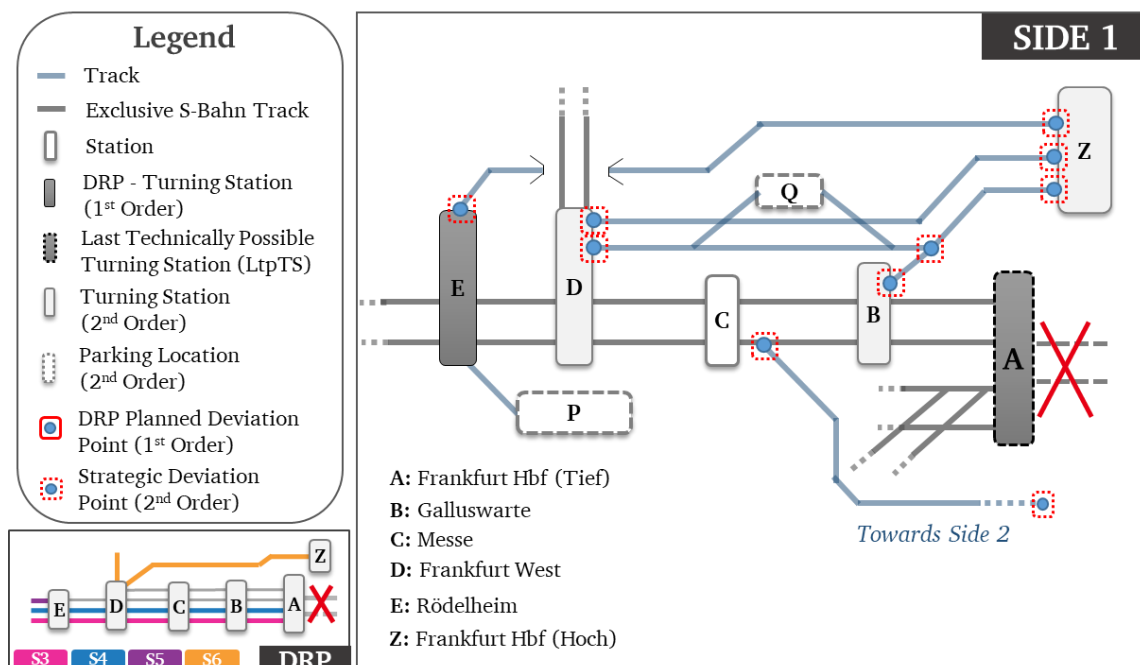 Legend
Track
Exclusive S-Bahn Track
Station
DRP - Turning Station
(1st Order)
Last Technically Possible
Turning Station (LtpTS)
Turning Station
(2nd Order)
Parking Location
(2nd Order)
DRP Planned Deviation
Point (1st Order)
Strategic Deviation
Point (2nd Order)
SIDE 1
Z
Q
E
D
C
B
A
P
A: Frankfurt Hbf (Tief)
B: Galluswarte
C: Messe
D: Frankfurt West
E: Rödelheim
Z: Frankfurt Hbf (Hoch)
Towards Side 2
Z
E
D
C
B
A
S3
S4
S5
S6
DRP